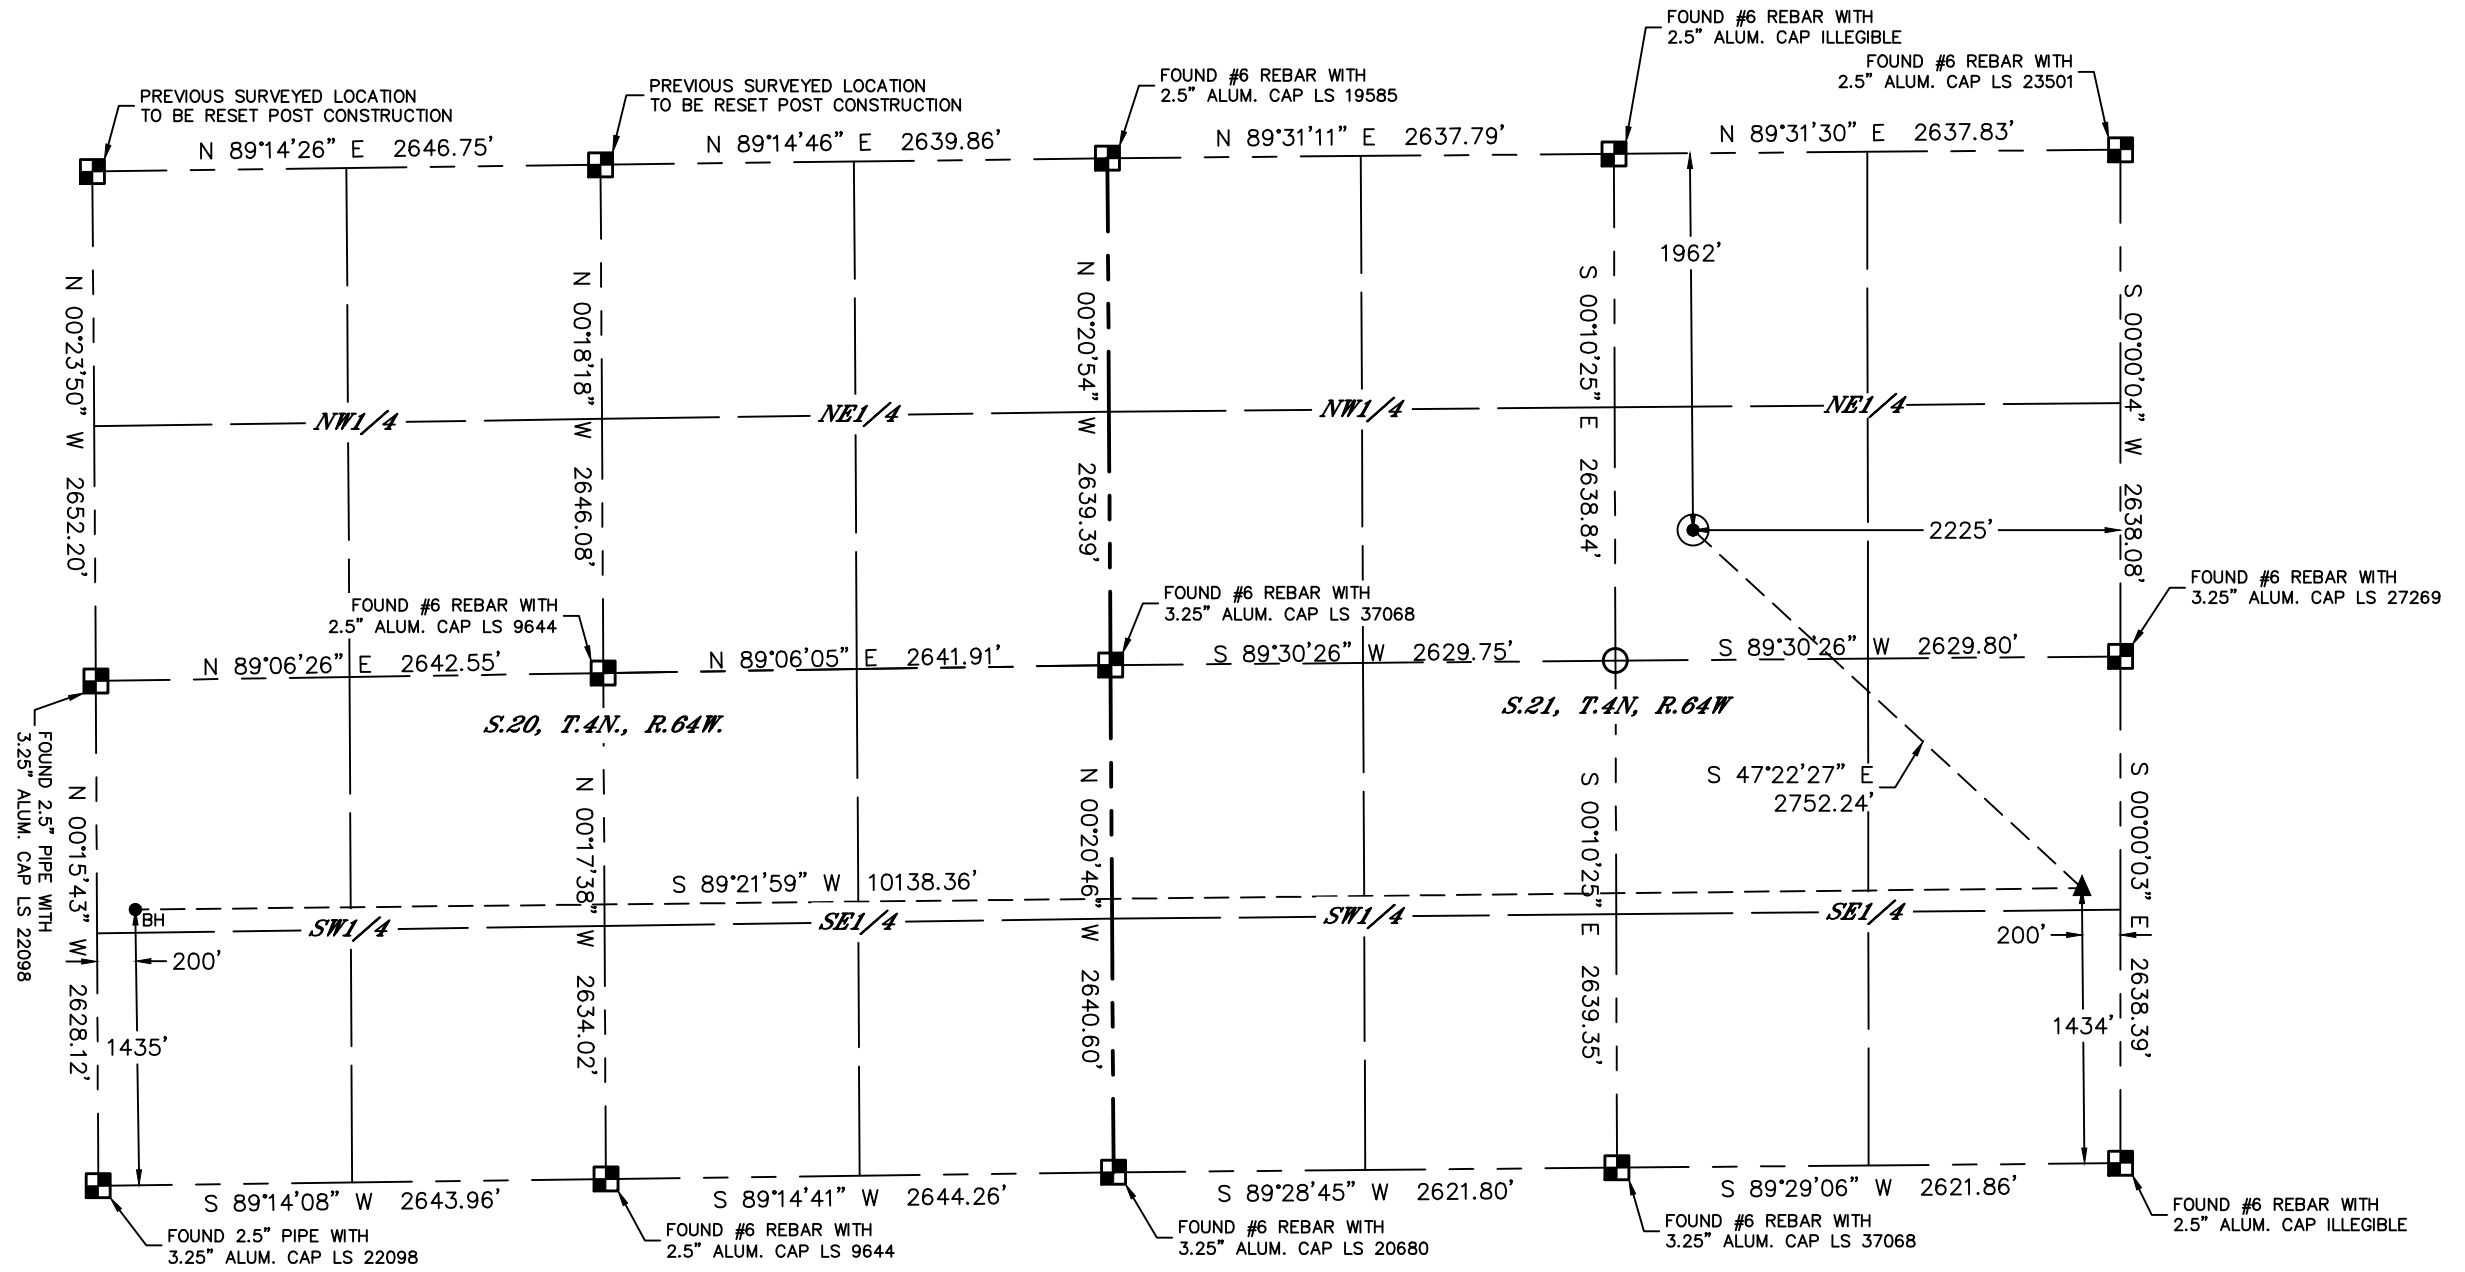 FOUND #6 REBAR WITH
2.5” ALUM. CAP ILLEGIBLE
FOUND #6 REBAR WITH
2.5” ALUM. CAP LS 23501
FOUND #6 REBAR WITH
2.5” ALUM. CAP LS 19585
PREVIOUS SURVEYED LOCATION
TO BE RESET POST CONSTRUCTION
PREVIOUS SURVEYED LOCATION
TO BE RESET POST CONSTRUCTION
N 89°14'26” E 2646.75'
N 89°14'46” E 2639.86'
N 89°31'11” E 2637.79'
N 89°31'30” E 2637.83'
1962'
N 00°23'50” W 2652.20'
N 00°18'18” W 2646.08'
N 00°20'54” W 2639.39'
S 00°10'25” E 2638.84'
S 00°00'04” W 2638.08'
NW1/4
NE1/4
NW1/4
NE1/4
2225'
FOUND #6 REBAR WITH
2.5” ALUM. CAP LS 9644
FOUND #6 REBAR WITH
3.25” ALUM. CAP LS 37068
FOUND #6 REBAR WITH
3.25” ALUM. CAP LS 27269
N 89°06'26” E 2642.55'
N 89°06'05” E 2641.91'
S 89°30'26” W 2629.75'
S 89°30'26” W 2629.80'
S.20, T.4N., R.64W.
S.21, T.4N, R.64W
FOUND 2.5” PIPE WITH
3.25” ALUM. CAP LS 22098
N 00°15'43” W 2628.12'
N 00°17'38” W 2634.02'
N 00°20'46” W 2640.60'
S 00°10'25” E 2639.35'
S 00°00'03” E 2638.39'
S 47°22'27” E
2752.24'
S 89°21'59” W 10138.36'
BH
SW1/4
SE1/4
SW1/4
SE1/4
200'
200'
1435'
1434'
S 89°14'08” W 2643.96'
S 89°14'41” W 2644.26'
S 89°28'45” W 2621.80'
S 89°29'06” W 2621.86'
FOUND 2.5” PIPE WITH
3.25” ALUM. CAP LS 22098
FOUND #6 REBAR WITH
2.5” ALUM. CAP LS 9644
FOUND #6 REBAR WITH
3.25” ALUM. CAP LS 20680
FOUND #6 REBAR WITH
3.25” ALUM. CAP LS 37068
FOUND #6 REBAR WITH
2.5” ALUM. CAP ILLEGIBLE